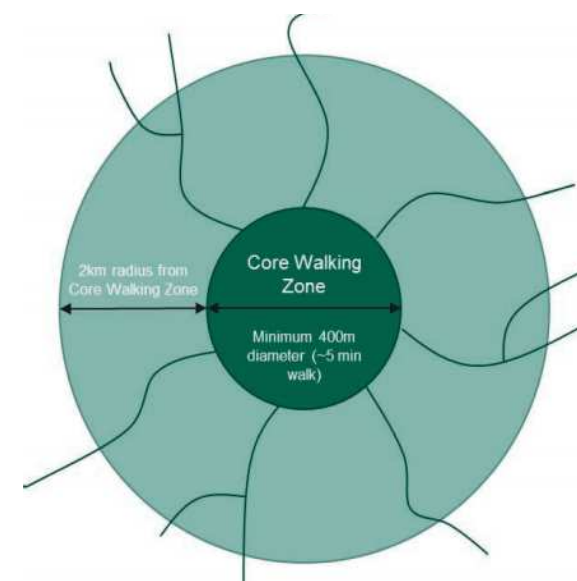 Core Walking
Zone
2km radius from
Core Walking Zone
Minimum 400m
diameter (~5 min
walk)